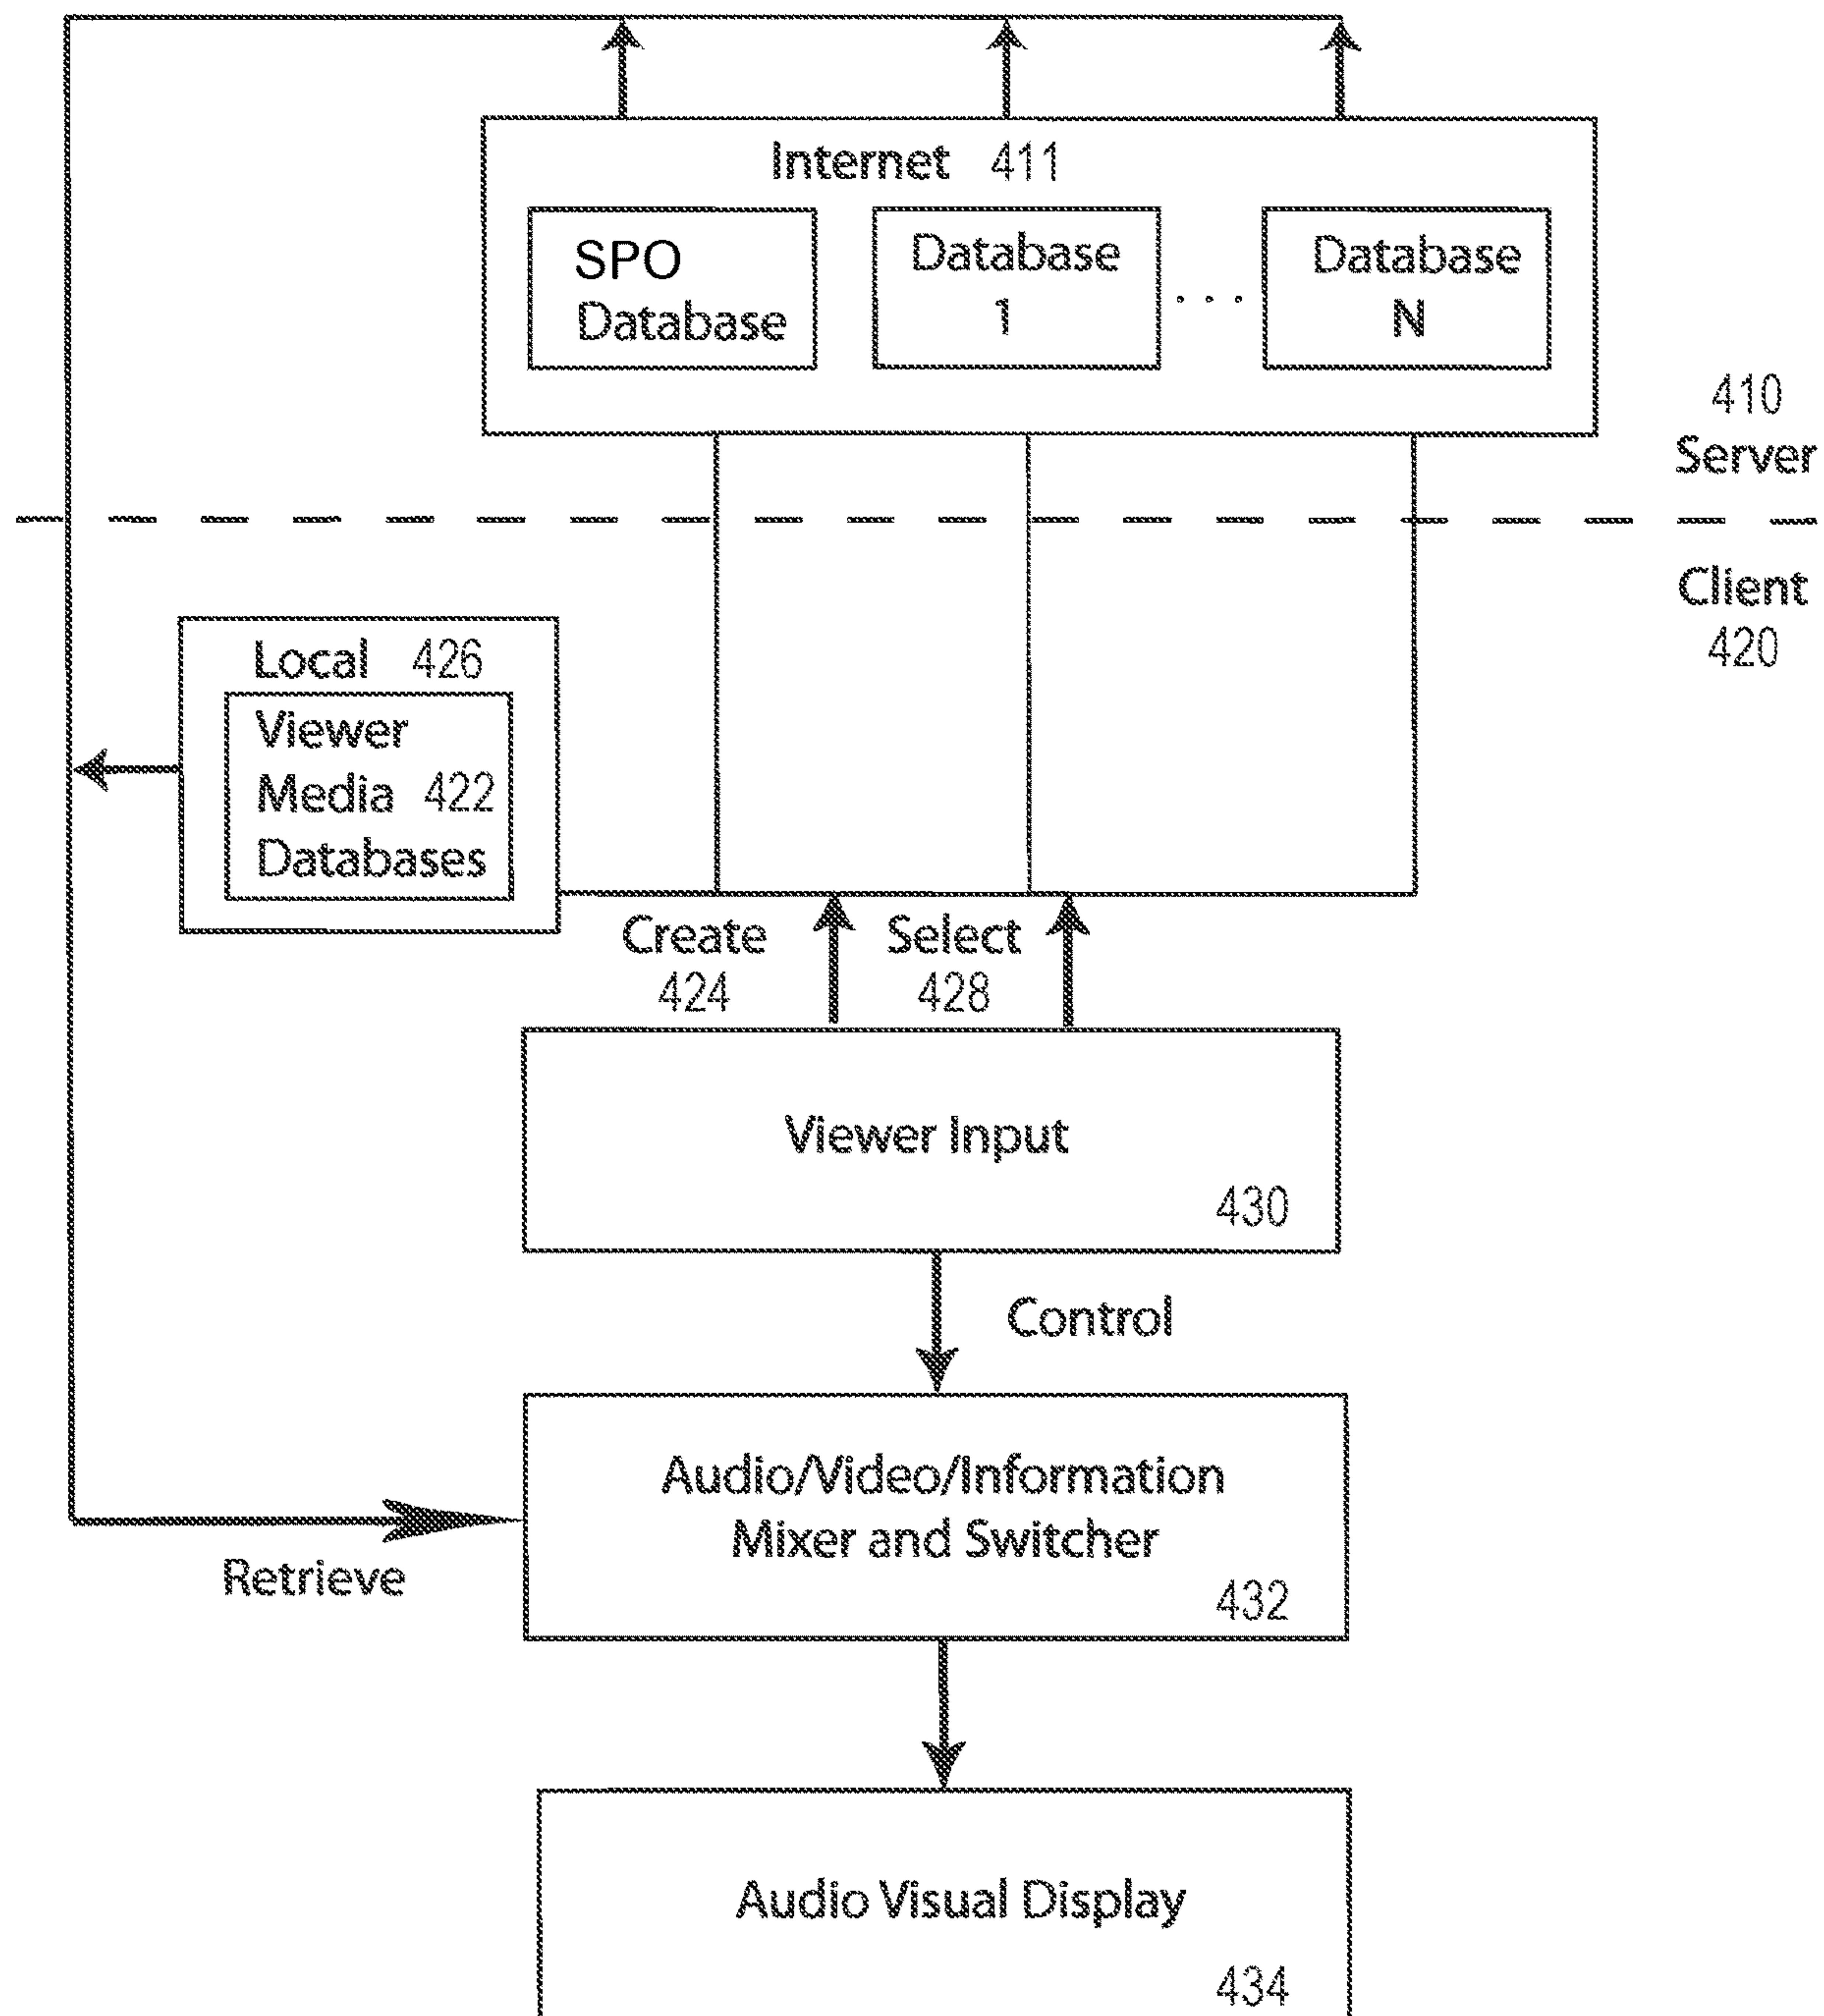 Internet 411
SPO
Database
Database
1
. . .
Database
N
410
Server
Client
420
Local 426
Viewer
Media 422
Databases
Create
424
Select
428
Viewer Input
430
Control
Audio/Video/Information
Mixer and Switcher
432
Retrieve
Audio Visual Display
434